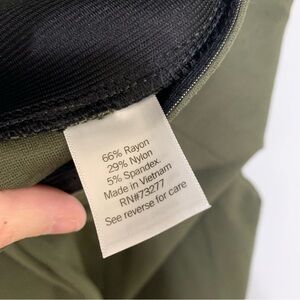 66% Rayon
29% Nylon
5% Spandex
Made in Vietnam
RN#73277
See reverse for care